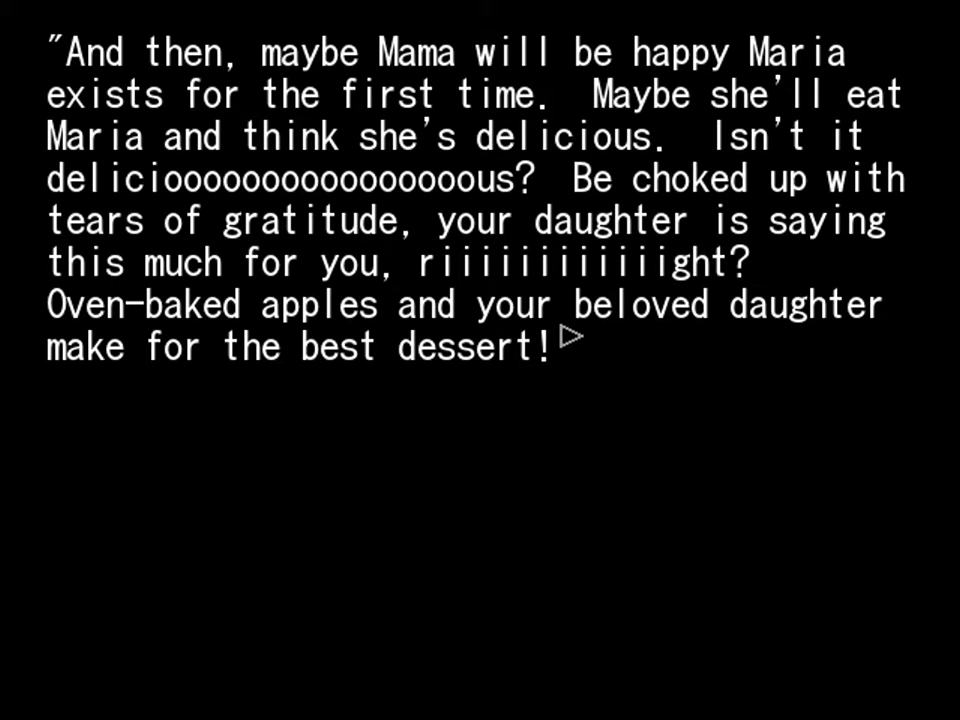 "And then, maybe Mama will be happy Maria
exists for the first time.  Maybe she'll eat
Maria and think she's delicious.  Isn't it
delicioooooooooooooooous?  Be choked up with
tears of gratitude, your daughter is saying
this much for you, riiiiiiiiiiiiight?
Oven-baked apples and your beloved daughter
make for the best dessert!